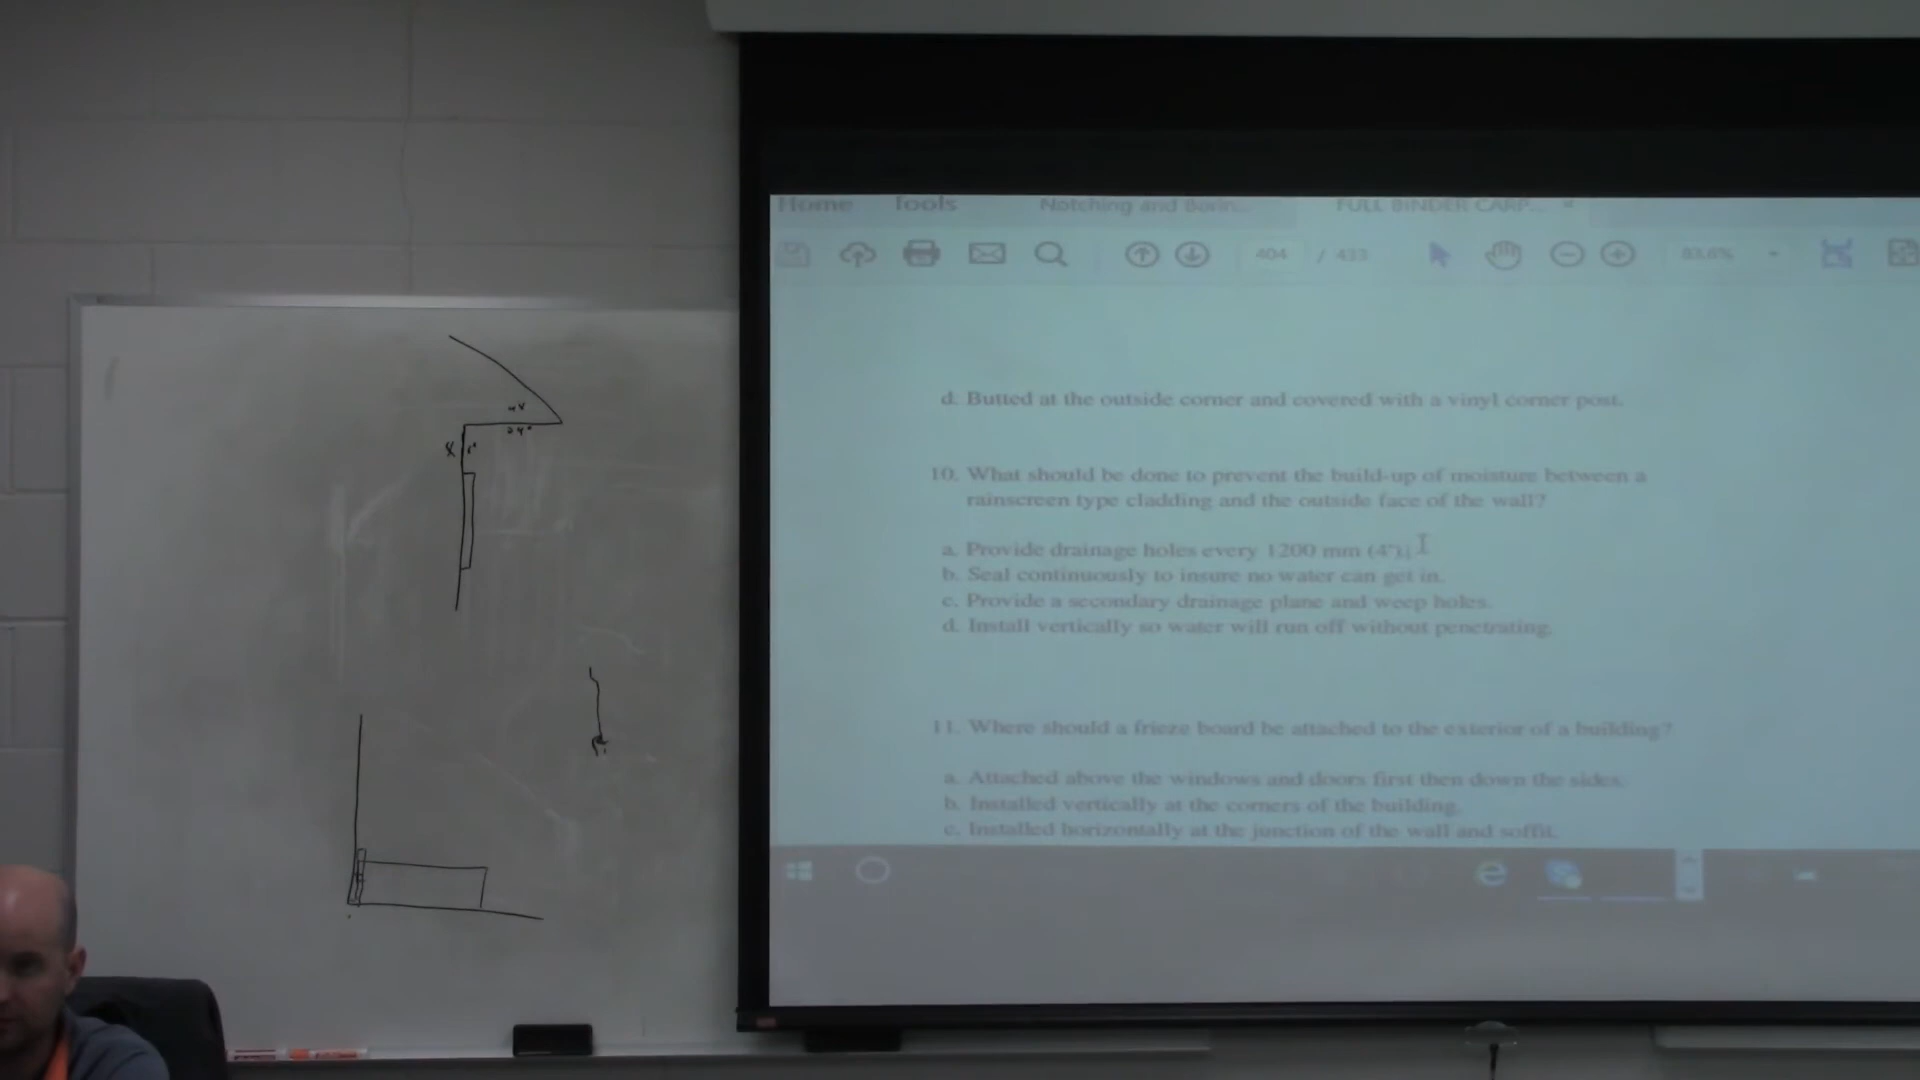 Home Tools Notching and Borin... FULL BINDER CARP...
404 / 433 83.6%
d. Butted at the outside corner and covered with a vinyl corner post.
10. What should be done to prevent the build-up of moisture between a
rainscreen type cladding and the outside face of the wall?
a. Provide drainage holes every 1200 mm (4').
b. Seal continuously to insure no water can get in.
c. Provide a secondary drainage plane and weep holes.
d. Install vertically so water will run off without penetrating.
11. Where should a frieze board be attached to the exterior of a building?
a. Attached above the windows and doors first then down the sides.
b. Installed vertically at the corners of the building.
c. Installed horizontally at the junction of the wall and soffit.
24"